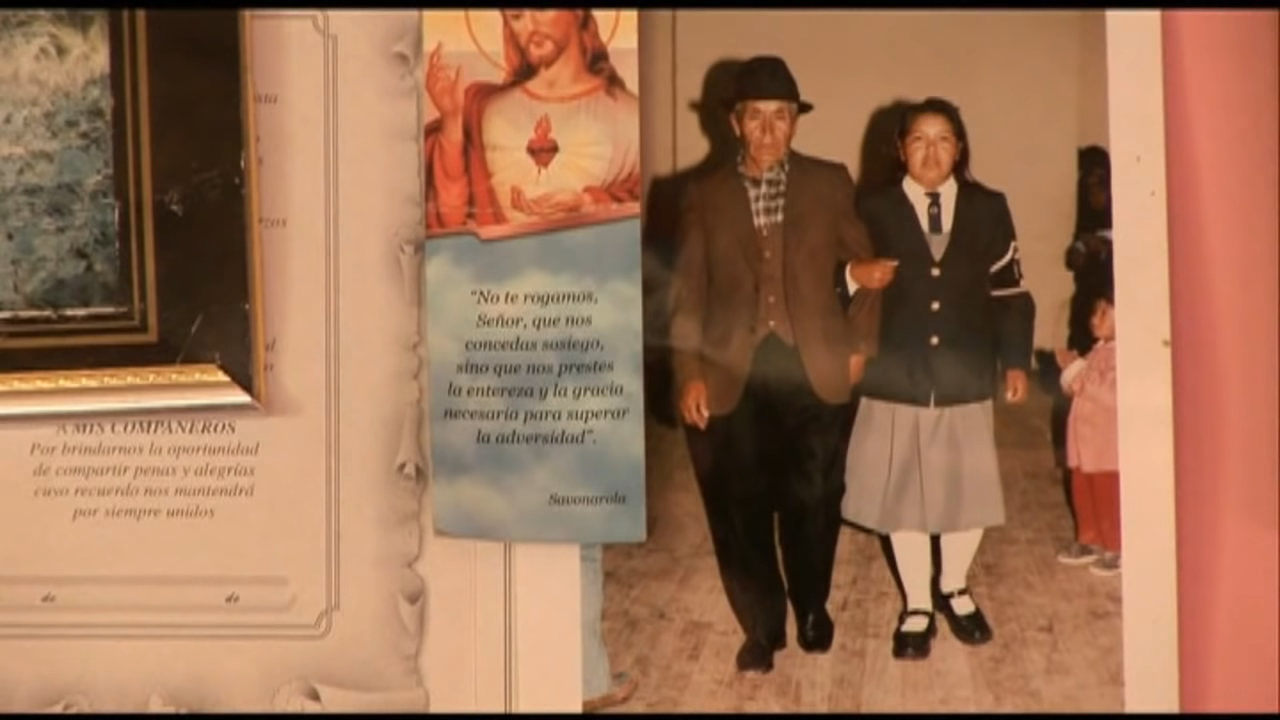 A MIS COMPAÑEROS
Por brindarnos la oportunidad
de compartir penas y alegrías
cuyo recuerdo nos mantendrá
por siempre unidos
de de
"No te rogamos,
Señor, que nos
concedas sosiego,
sino que nos prestes
la entereza y la gracia
necesaria para superar
la adversidad".
Savonarola